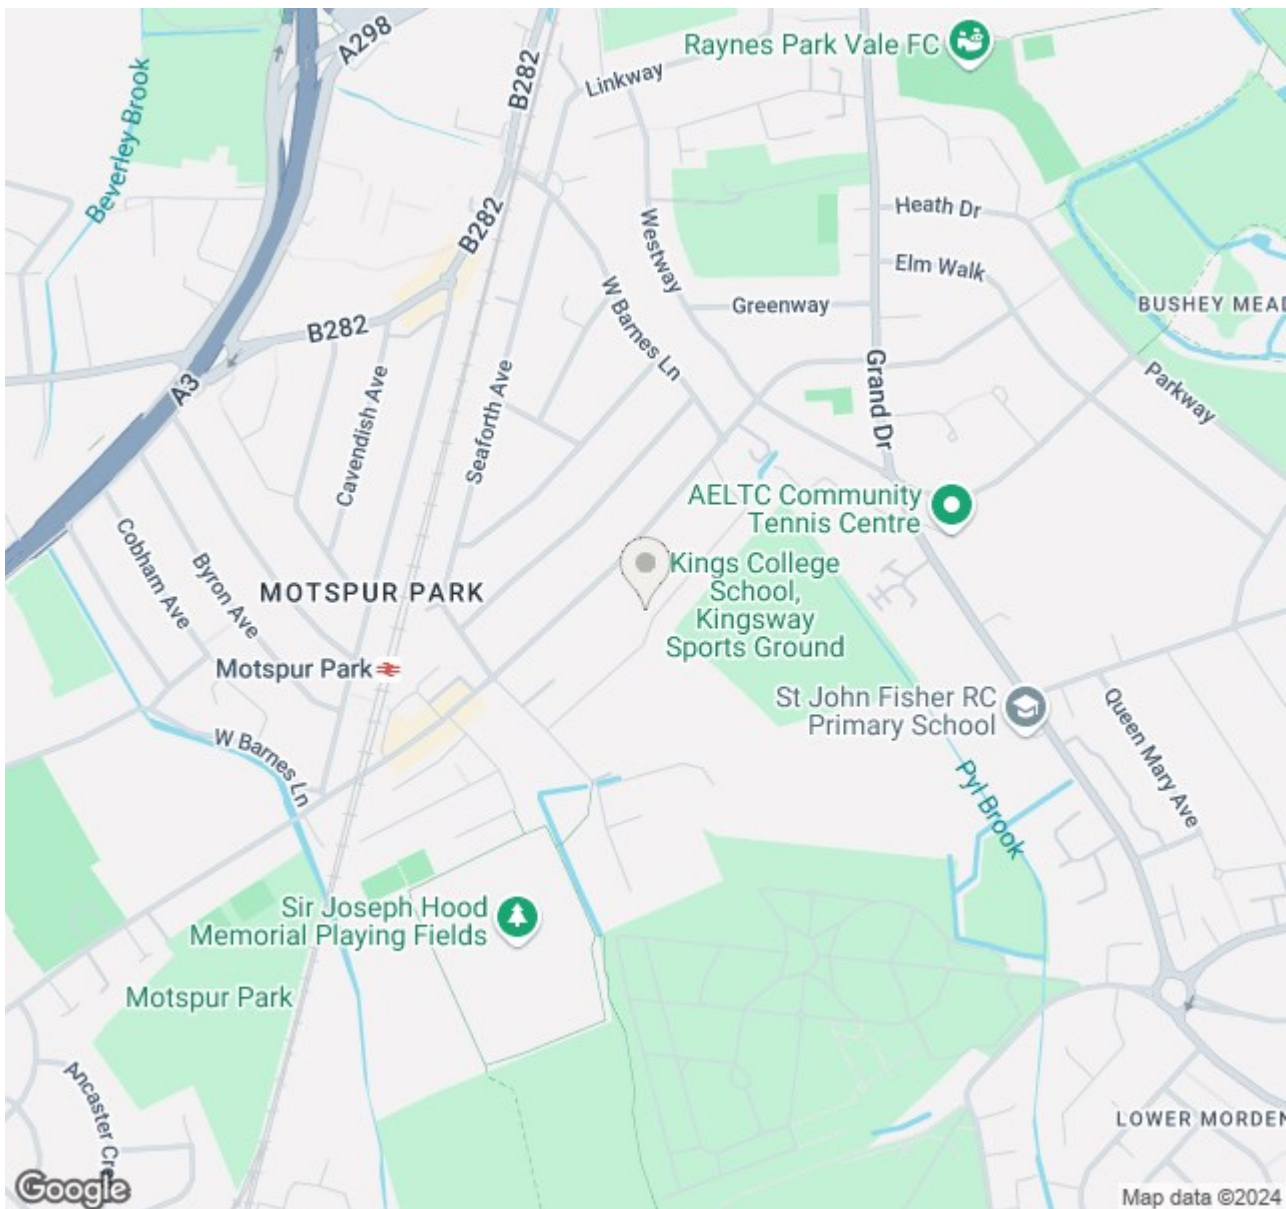 Raynes Park Vale FC
A298
B282
Linkway
Beverley Brook
Heath Dr
B282
Westway
Elm Walk
W Barnes Ln
Greenway
BUSHEY MEAD
B282
A3
Cavendish Ave
Seaforth Ave
Grand Dr
Parkway
AELTC Community
Tennis Centre
Cobham Ave
Byron Ave
MOTSPUR PARK
Kings College
School,
Kingsway
Sports Ground
Motspur Park
St John Fisher RC
Primary School
Queen Mary Ave
W Barnes Ln
Pyl Brook
Sir Joseph Hood
Memorial Playing Fields
Motspur Park
Ancaster Cre
LOWER MORDEN
Google
Map data ©2024